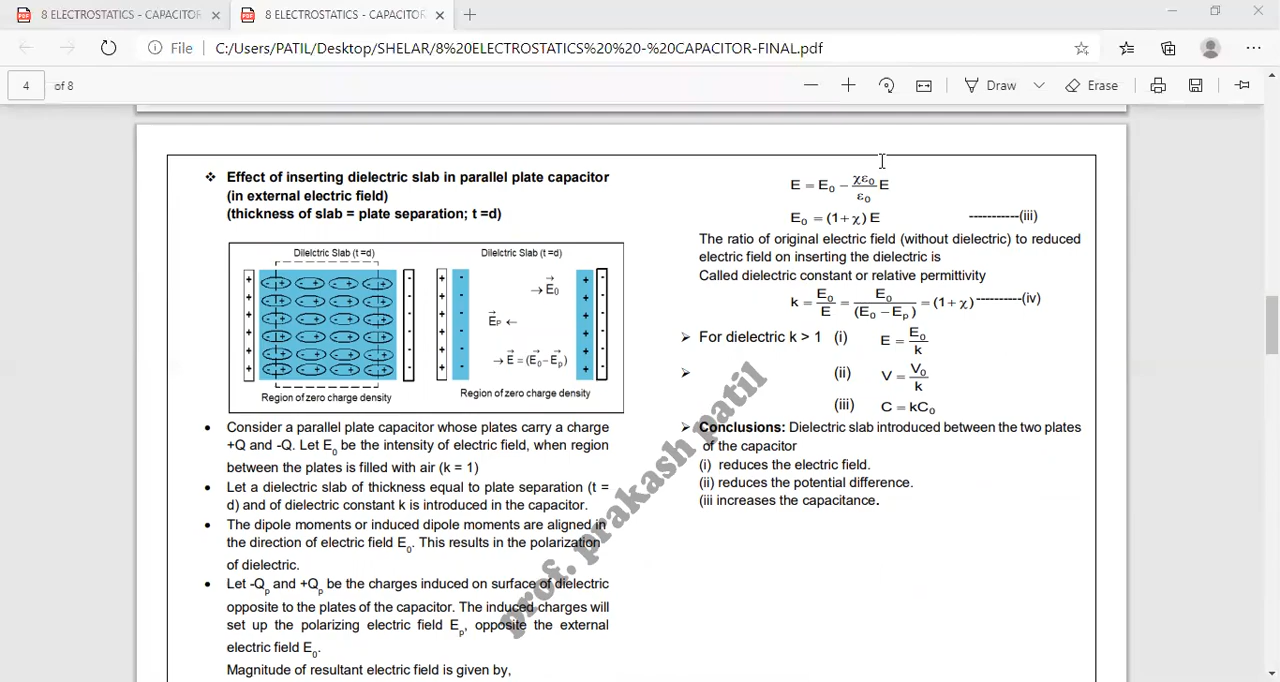 8 ELECTROSTATICS - CAPACITOR
8 ELECTROSTATICS - CAPACITOR
File
C:/Users/PATIL/Desktop/SHELAR/8%20ELECTROSTATICS%20%20-%20CAPACITOR-FINAL.pdf
4 of 8
Draw
Erase
❖ Effect of inserting dielectric slab in parallel plate capacitor
(in external electric field)
(thickness of slab = plate separation; t =d)
Dilelctric Slab (t =d)
Dilelctric Slab (t =d)
→ E⃗0
E⃗P ←
→ E⃗ = (E⃗0 − E⃗p)
Region of zero charge density
Region of zero charge density
• Consider a parallel plate capacitor whose plates carry a charge
+Q and -Q. Let E0 be the intensity of electric field, when region
between the plates is filled with air (k = 1)
• Let a dielectric slab of thickness equal to plate separation (t =
d) and of dielectric constant k is introduced in the capacitor.
• The dipole moments or induced dipole moments are aligned in
the direction of electric field E0. This results in the polarization
of dielectric.
• Let -Qp and +Qp be the charges induced on surface of dielectric
opposite to the plates of the capacitor. The induced charges will
set up the polarizing electric field Ep, opposite the external
electric field E0.
Magnitude of resultant electric field is given by,
E = E0 − χε0/ε0 E
E0 = (1+ χ) E -----------(iii)
The ratio of original electric field (without dielectric) to reduced
electric field on inserting the dielectric is
Called dielectric constant or relative permittivity
k = E0/E = E0/(E0 − Ep) = (1+ χ) ----------(iv)
➢ For dielectric k > 1 (i) E = E0/k
➢ (ii) V = V0/k
(iii) C = kC0
➢ Conclusions: Dielectric slab introduced between the two plates
of the capacitor
(i) reduces the electric field.
(ii) reduces the potential difference.
(iii increases the capacitance.
prof. prakash patil